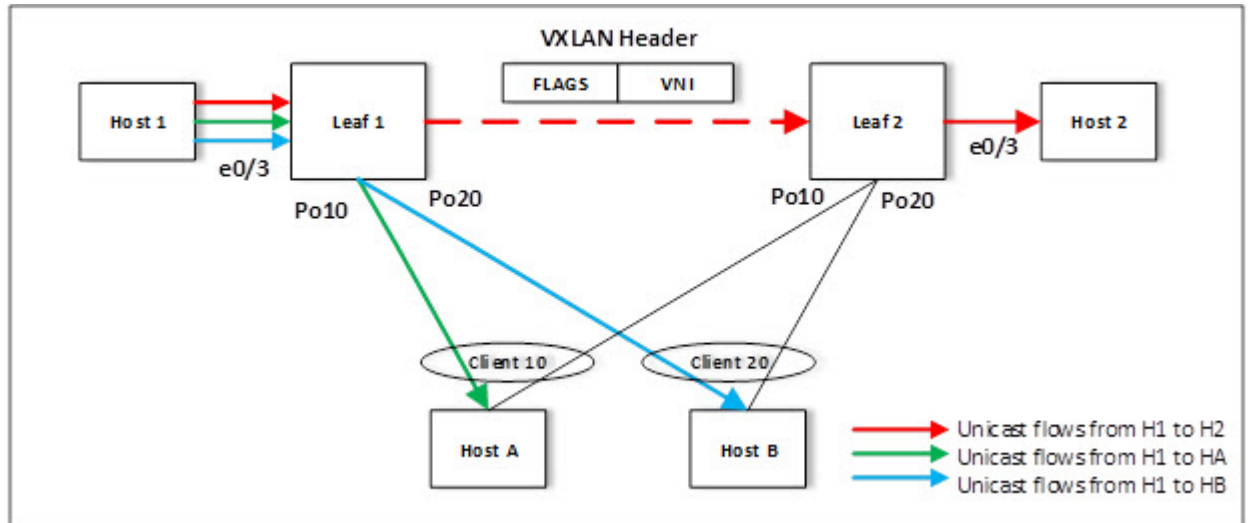 VXLAN Header
FLAGS VNI
Host 1
Leaf 1
Leaf 2
Host 2
e0/3
e0/3
Po10
Po20
Po10
Po20
Client 10
Client 20
Host A
Host B
Unicast flows from H1 to H2
Unicast flows from H1 to HA
Unicast flows from H1 to HB